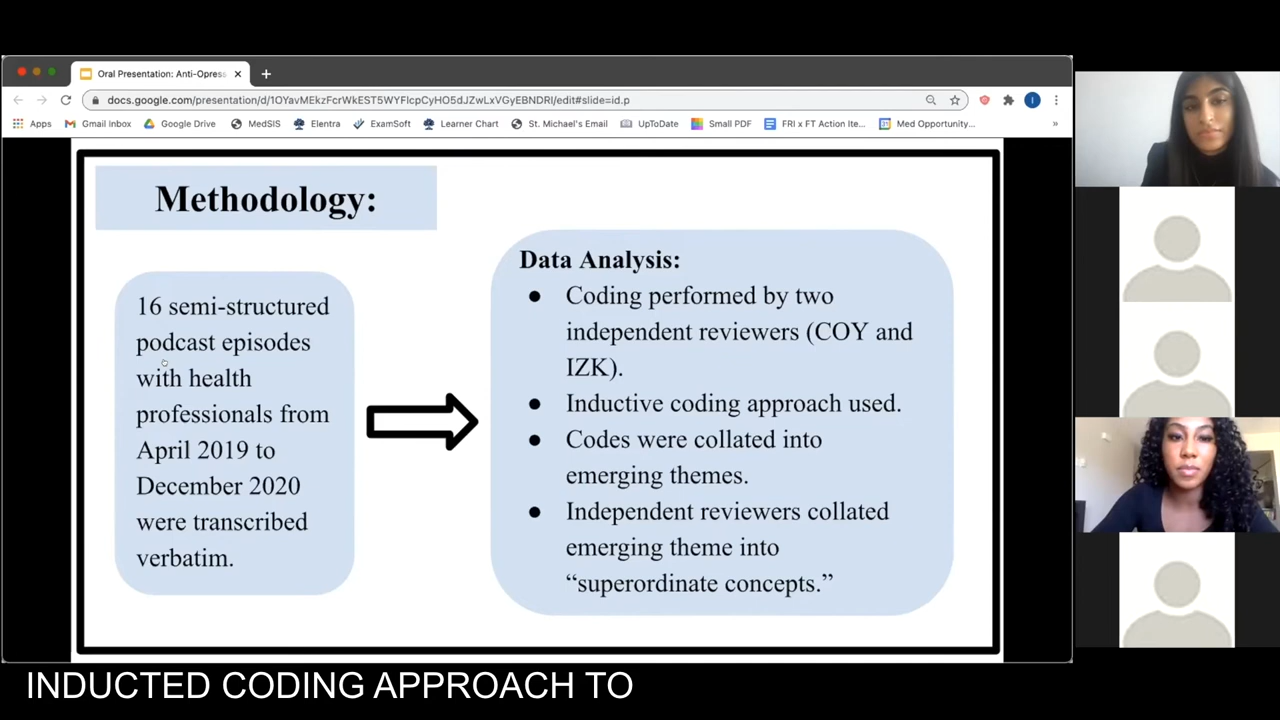 Oral Presentation: Anti-Opress
docs.google.com/presentation/d/1OYavMEkzFcrWkEST5WYFlcpCyHO5dJZwLxVGyEBNDRI/edit#slide=id.p
Apps Gmail Inbox Google Drive MedSIS Elentra ExamSoft Learner Chart St. Michael's Email UpToDate Small PDF FRI x FT Action Ite... Med Opportunity... »
Methodology:
16 semi-structured
podcast episodes
with health
professionals from
April 2019 to
December 2020
were transcribed
verbatim.
Data Analysis:
● Coding performed by two
independent reviewers (COY and
IZK).
● Inductive coding approach used.
● Codes were collated into
emerging themes.
● Independent reviewers collated
emerging theme into
“superordinate concepts.”
INDUCTED CODING APPROACH TO